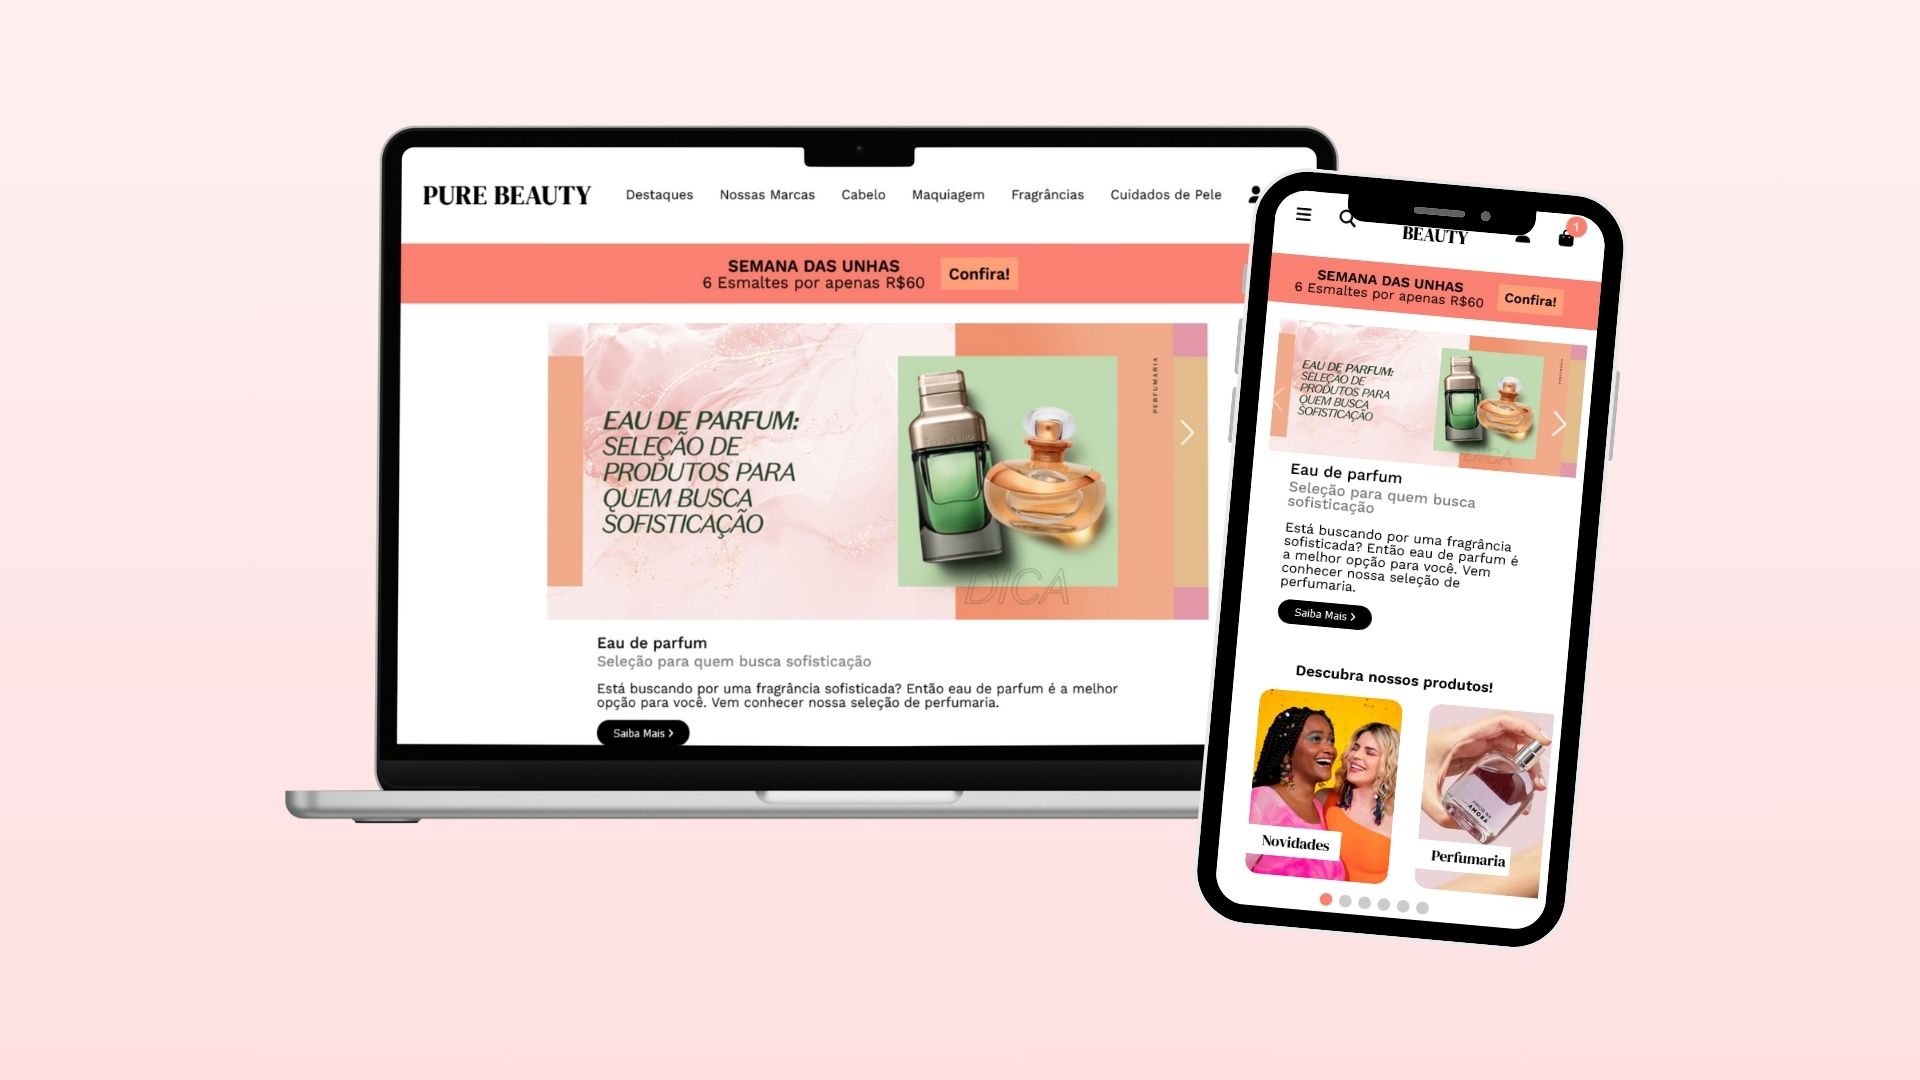 PURE BEAUTY
Destaques
Nossas Marcas
Cabelo
Maquiagem
Fragrâncias
Cuidados de Pele
SEMANA DAS UNHAS
6 Esmaltes por apenas R$60
Confira!
EAU DE PARFUM:
SELEÇÃO DE
PRODUTOS PARA
QUEM BUSCA
SOFISTICAÇÃO
PERFUMARIA
DICA
Eau de parfum
Seleção para quem busca sofisticação
Está buscando por uma fragrância sofisticada? Então eau de parfum é a melhor
opção para você. Vem conhecer nossa seleção de perfumaria.
Saiba Mais
BEAUTY
1
SEMANA DAS UNHAS
6 Esmaltes por apenas R$60
Confira!
EAU DE PARFUM:
SELEÇÃO DE
PRODUTOS PARA
QUEM BUSCA
SOFISTICAÇÃO
DICA
Eau de parfum
Seleção para quem busca
sofisticação
Está buscando por uma fragrância
sofisticada? Então eau de parfum é
a melhor opção para você. Vem
conhecer nossa seleção de
perfumaria.
Saiba Mais
Descubra nossos produtos!
Novidades
AMORA
Perfumaria